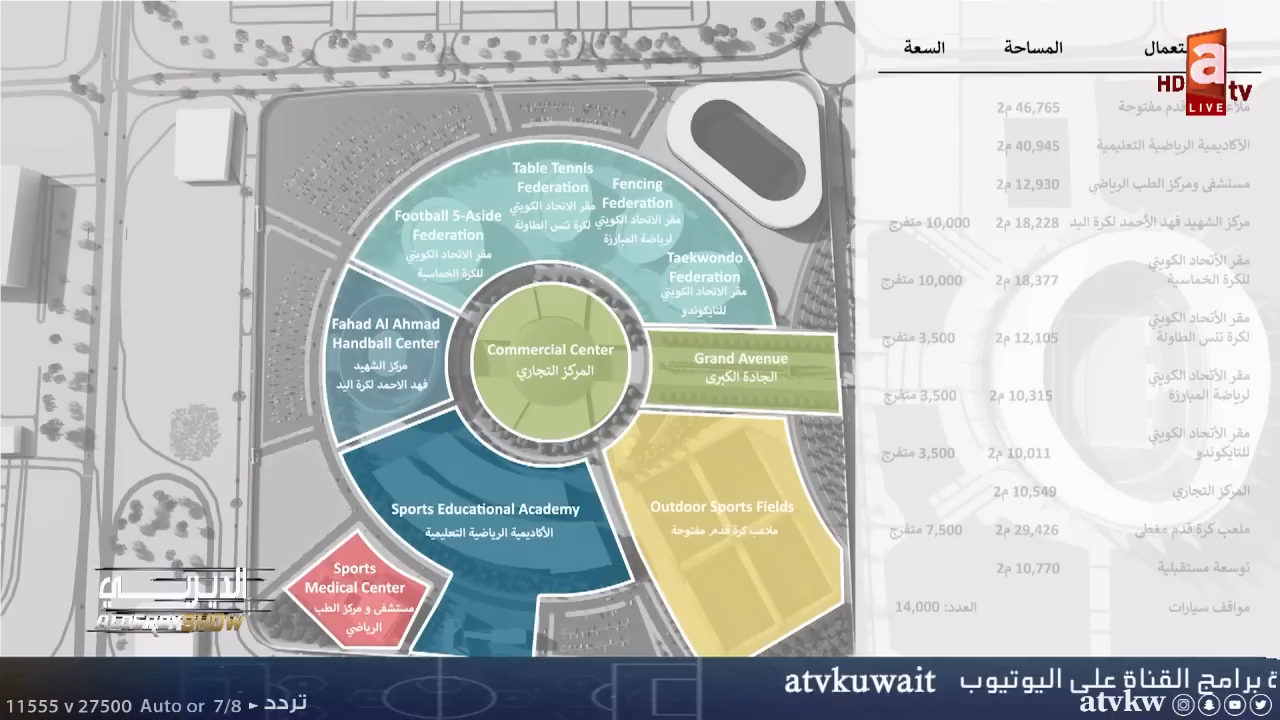 السعة
المساحة
a
HD
tv
LIVE
46,765 م2
قدم مفتوحة
الأكاديمية الرياضية التعليمية
40,945 م2
مستشفى ومركز الطب الرياضي
12,930 م2
مركز الشهيد فهد الأحمد لكرة اليد
18,228 م2
10,000 متفرج
مقر الأتحاد الكويتي
للكرة الخماسية
18,377 م2
10,000 متفرج
مقر الأتحاد الكويتي
لكرة تنس الطاولة
12,105 م2
3,500 متفرج
مقر الأتحاد الكويتي
لرياضة المبارزة
10,315 م2
3,500 متفرج
مقر الأتحاد الكويتي
للتايكوندو
10,011 م2
3,500 متفرج
المركز التجاري
10,549 م2
ملعب كرة قدم مغطى
29,426 م2
7,500 متفرج
توسعة مستقبلية
10,770 م2
مواقف سيارات
العدد: 14,000
Table Tennis
Federation
مقر الاتحاد الكويتي
لكرة تنس الطاولة
Fencing
Federation
مقر الاتحاد الكويتي
لرياضة المبارزة
Football 5-Aside
Federation
مقر الاتحاد الكويتي
للكرة الخماسية
Taekwondo
Federation
مقر الاتحاد الكويتي
للتايكوندو
Fahad Al Ahmad
Handball Center
مركز الشهيد
فهد الاحمد لكرة اليد
Commercial Center
المركز التجاري
Grand Avenue
الجادة الكبرى
Sports Educational Academy
الأكاديمية الرياضية التعليمية
Outdoor Sports Fields
ملاعب كرة قدم مفتوحة
Sports
Medical Center
مستشفى و مركز الطب
الرياضي
الديربي
ALDERBY SHOW
ة برامج القناة على اليوتيوب atvkuwait
atvkw
تردد ► 11555 v 27500 Auto or 7/8